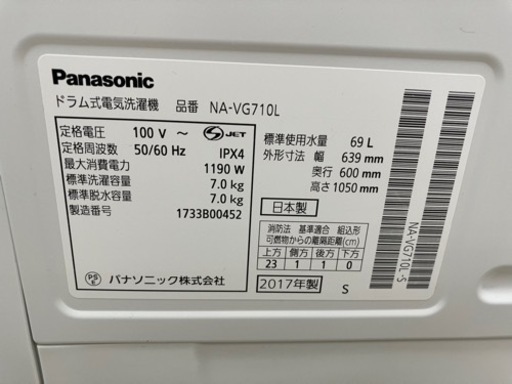 Panasonic
ドラム式電気洗濯機 品番 NA-VG710L
定格電圧 100 V ～ JET
定格周波数 50/60 Hz IPX4
最大消費電力 1190 W
標準洗濯容量 7.0 kg
標準脱水容量 7.0 kg
製造番号 1733B00452
PS E パナソニック株式会社
標準使用水量 69 L
外形寸法 幅 639 mm
奥行 600 mm
高さ 1050 mm
日本製
消防法 基準適合 組込形
可燃物からの離隔距離(cm)
上方 側方 後方 下方
23 1 1 0
2017年製 S
NA-VG710L-S